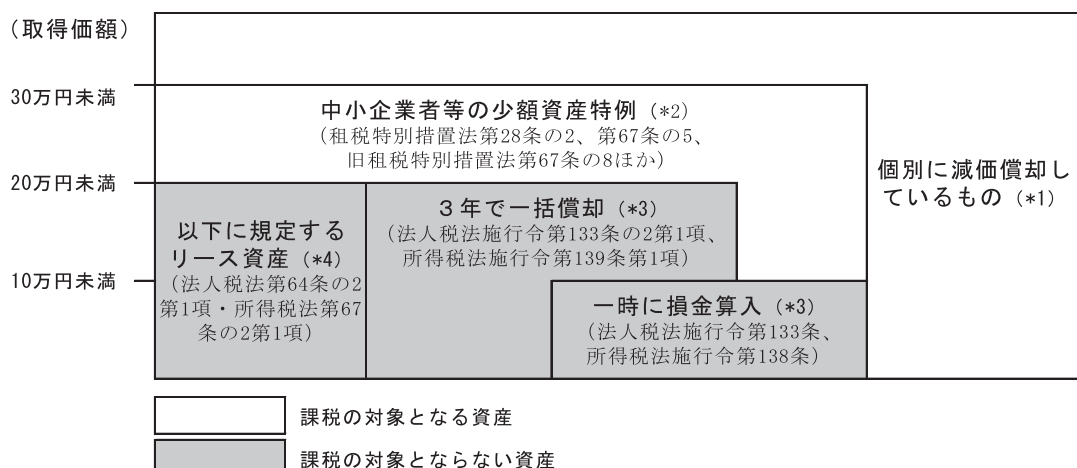 （取得価額）
30万円未満
中小企業者等の少額資産特例（*2）
（租税特別措置法第28条の2、第67条の5、
旧租税特別措置法第67条の8ほか）
個別に減価償却し
ているもの（*1）
20万円未満
以下に規定する
リース資産（*4）
（法人税法第64条の2
第1項・所得税法第67
条の2第1項）
３年で一括償却（*3）
（法人税法施行令第133条の2第1項、
所得税法施行令第139条第1項）
10万円未満
一時に損金算入（*3）
（法人税法施行令第133条、
所得税法施行令第138条）
課税の対象となる資産
課税の対象とならない資産